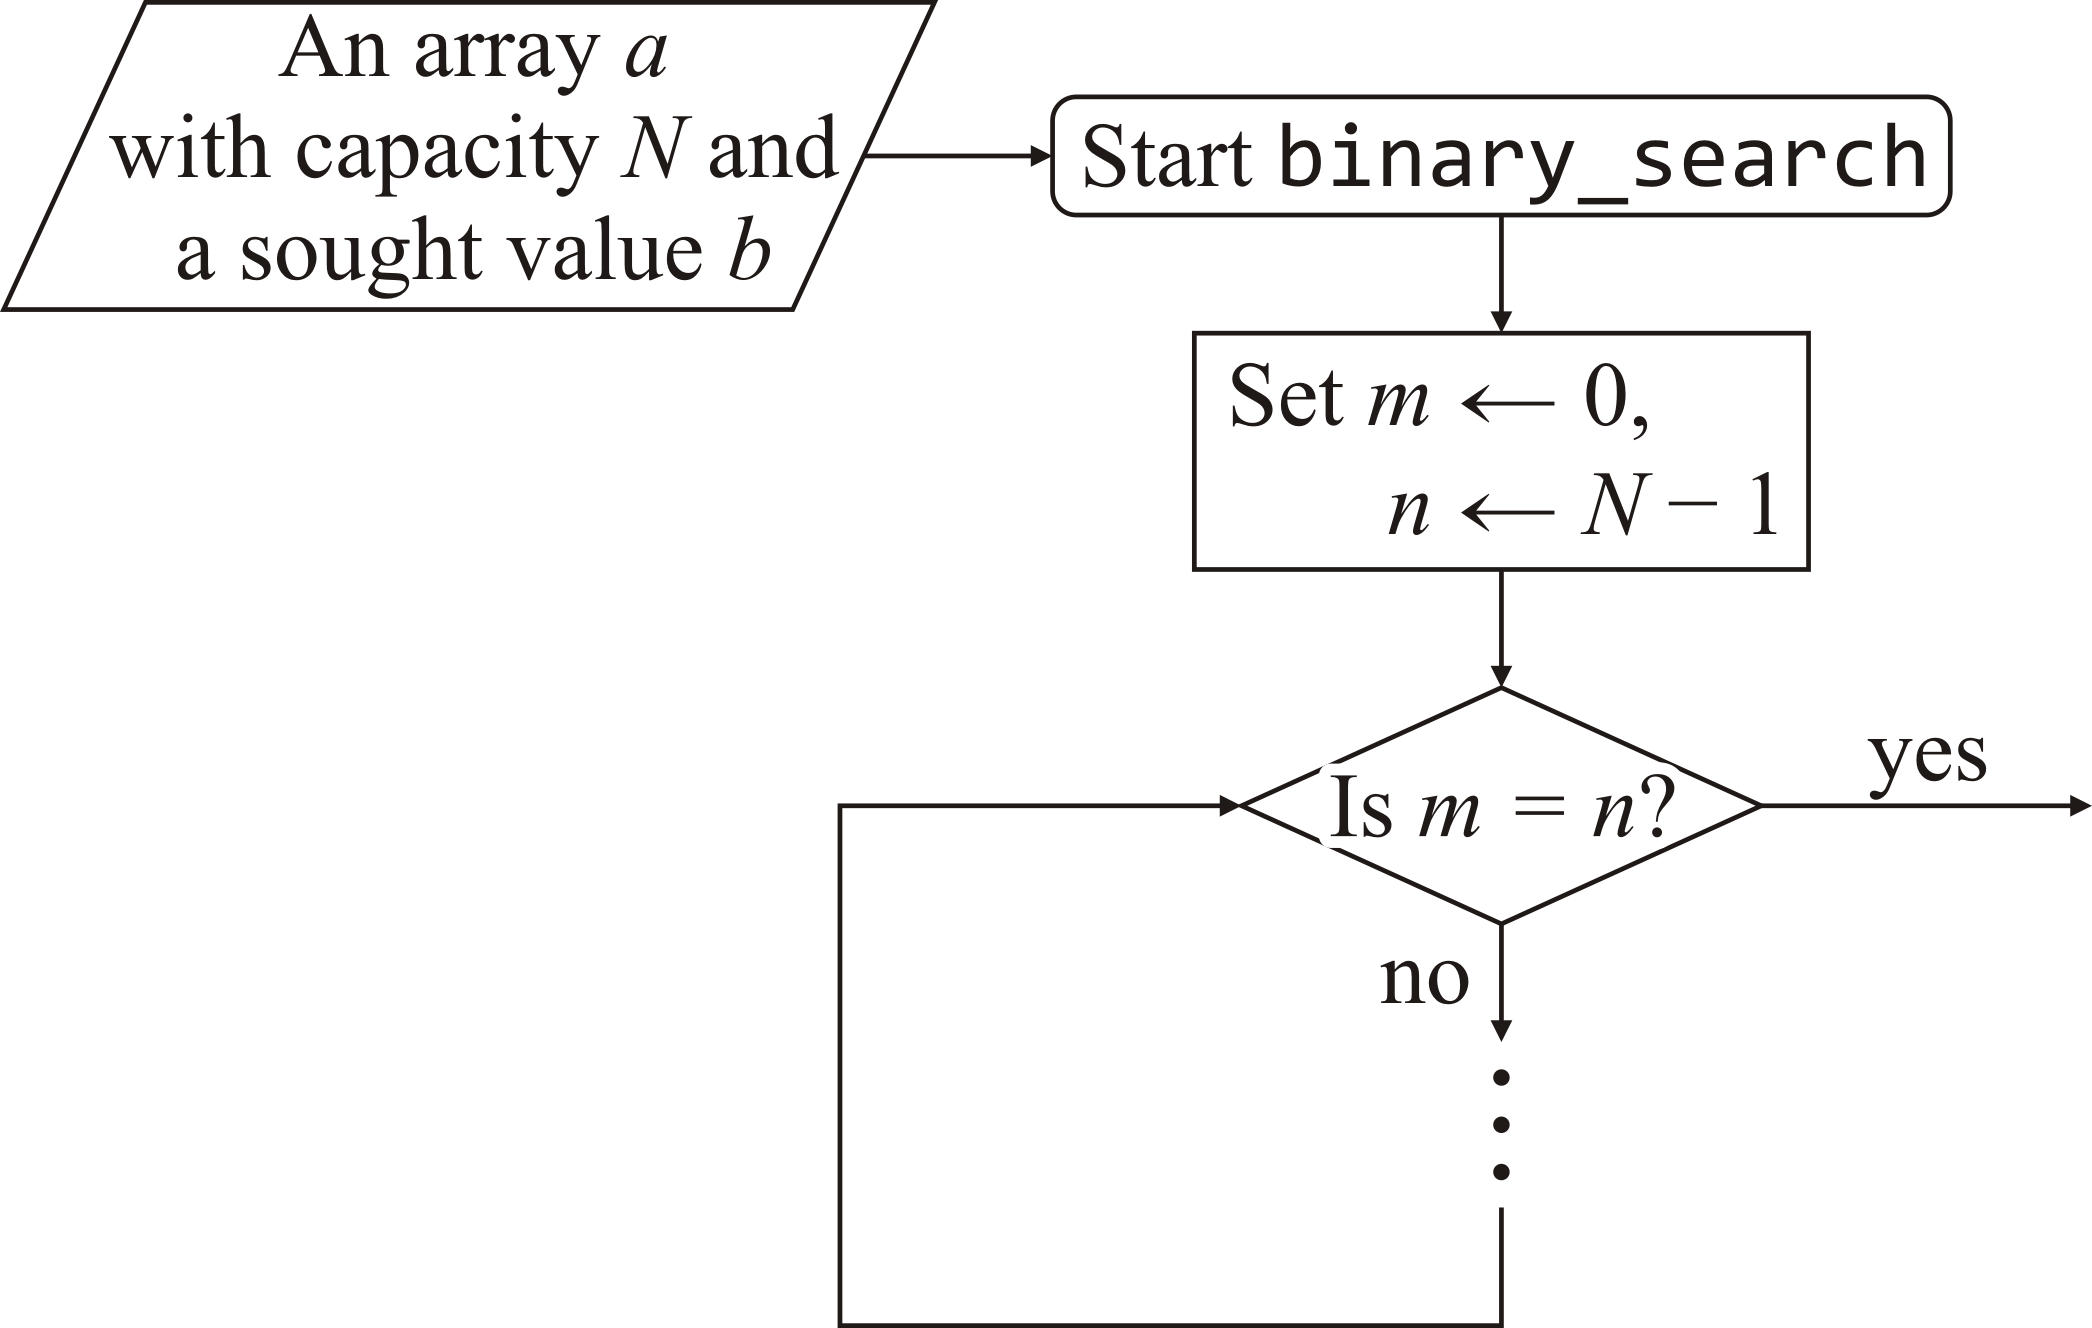 An array a
with capacity N and
a sought value b
Start binary_search
Set m ← 0,
n ← N − 1
Is m = n?
yes
no